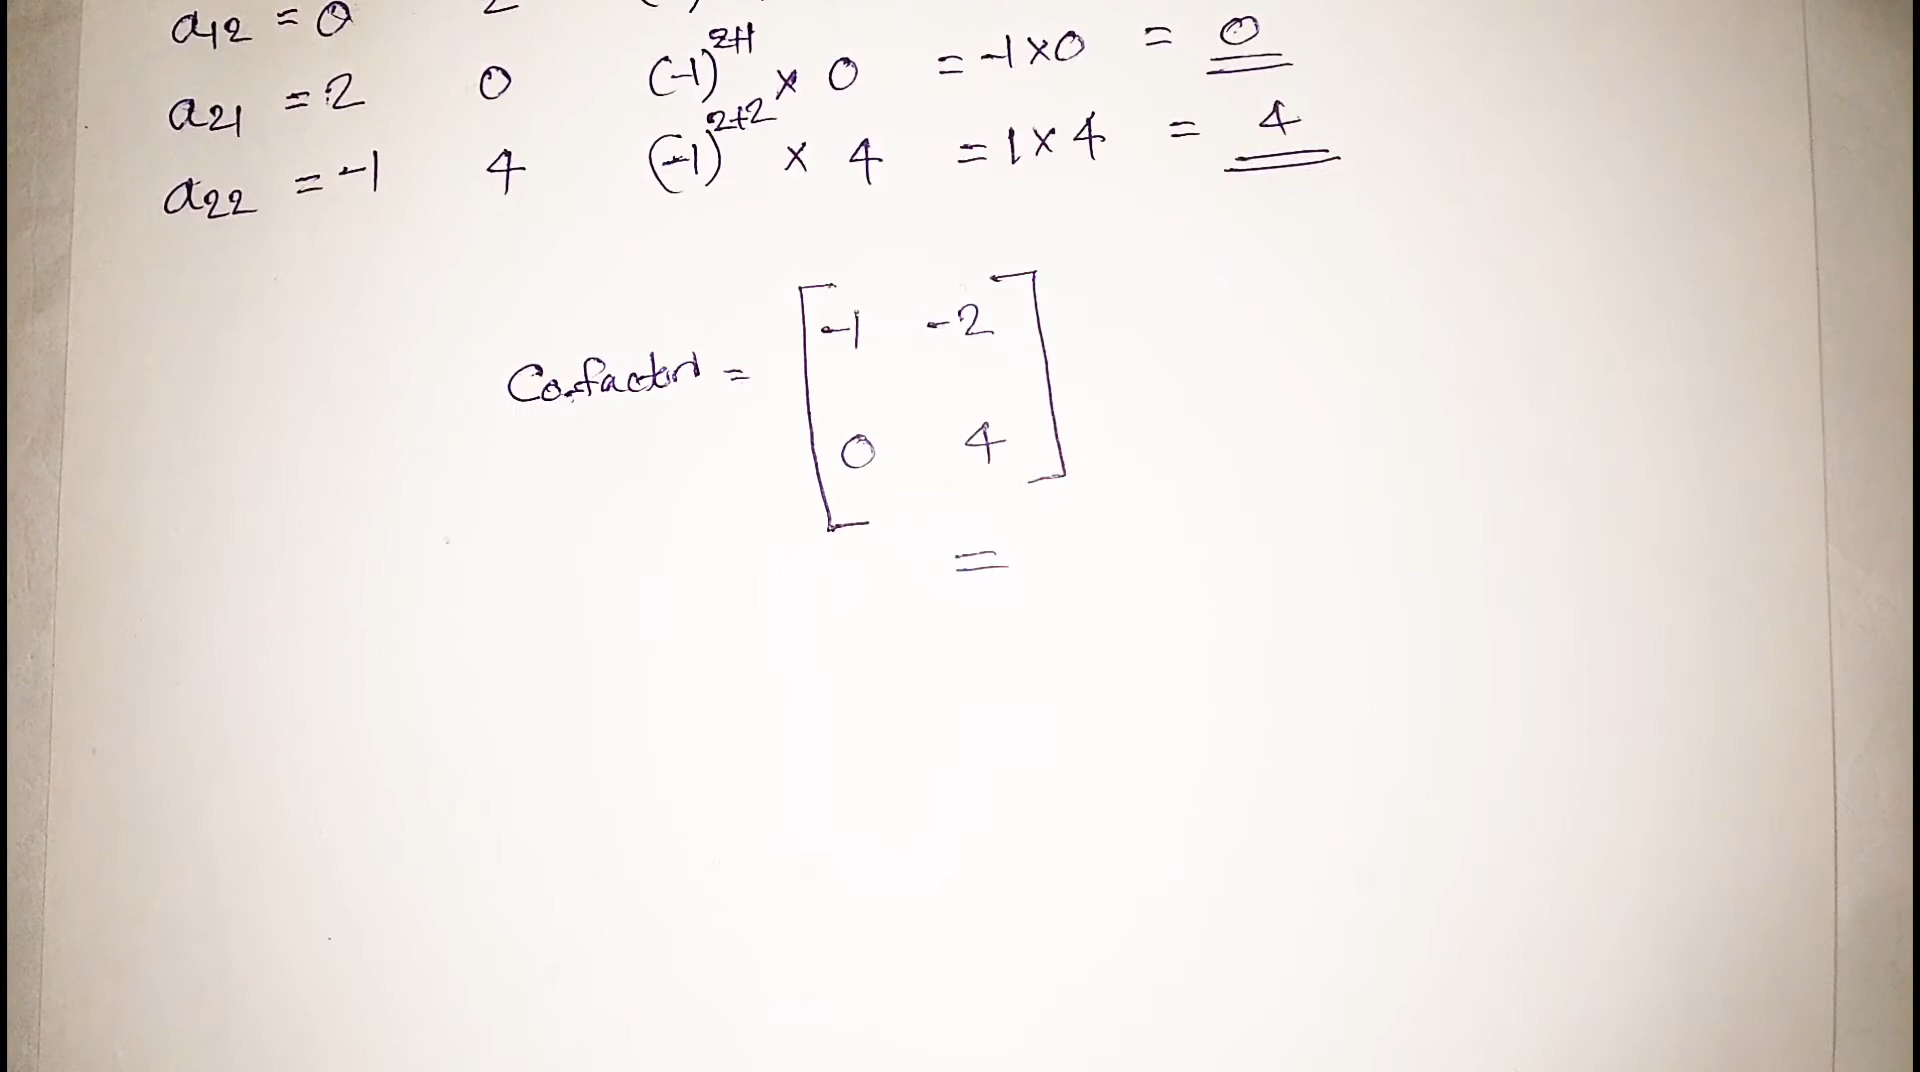 a12 = 0 2
a21 = 2 0 (-1)^2+1 × 0 = -1×0 = 0
a22 = -1 4 (-1)^2+2 × 4 = 1×4 = 4
Co.factor = [ -1 -2
0 4 ]
=